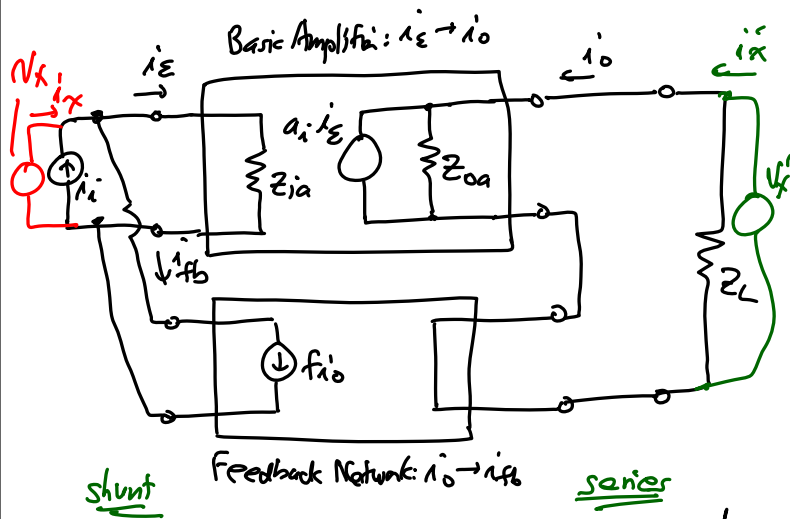 Basic Amplifier: iε → io
vx
ix
iε
io
ix
ii
Zia
ai iε
Zoa
vx
ifb
ZL
f io
Feedback Network: io → ifb
shunt
series